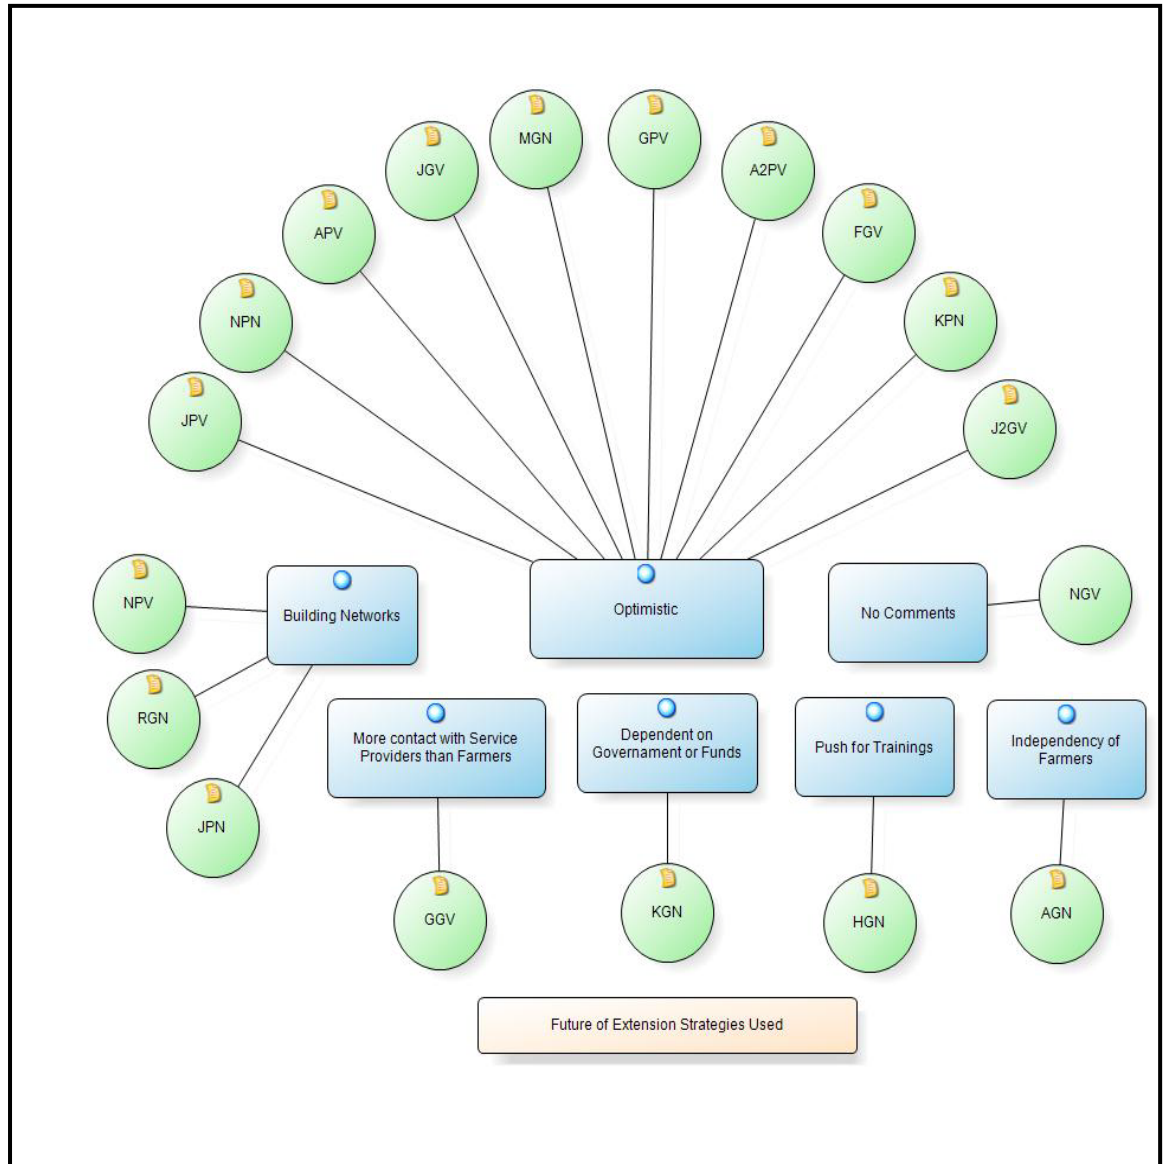 MGN
GPV
JGV
A2PV
APV
FGV
NPN
KPN
JPV
J2GV
NPV
Building Networks
Optimistic
No Comments
NGV
RGN
More contact with Service
Providers than Farmers
Dependent on
Governament or Funds
Push for Trainings
Independency of
Farmers
JPN
GGV
KGN
HGN
AGN
Future of Extension Strategies Used